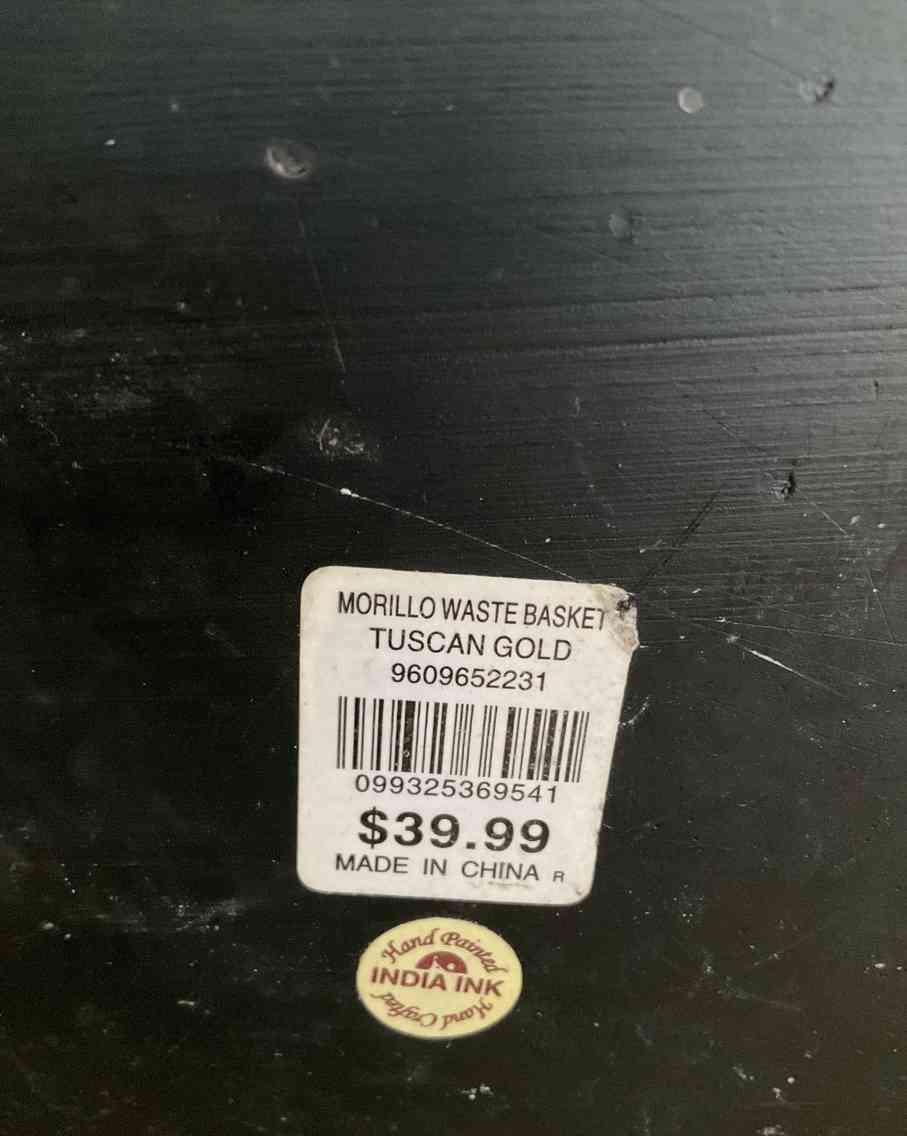 MORILLO WASTE BASKET
TUSCAN GOLD
9609652231
099325369541
$39.99
MADE IN CHINA R
Hand Painted
INDIA INK
Hand Crafted